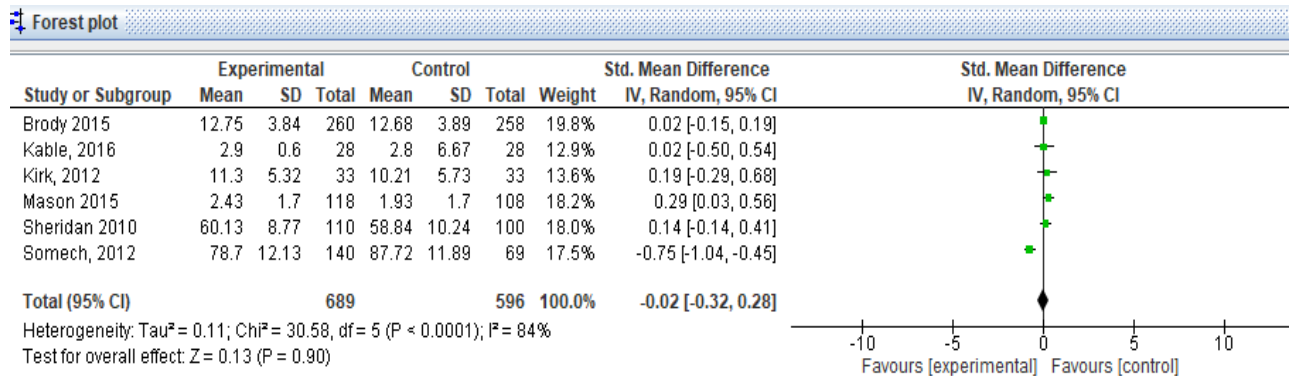 Forest plot
Experimental Control Std. Mean Difference Std. Mean Difference
Study or Subgroup Mean SD Total Mean SD Total Weight IV, Random, 95% CI IV, Random, 95% CI
Brody 2015 12.75 3.84 260 12.68 3.89 258 19.8% 0.02 [-0.15, 0.19]
Kable, 2016 2.9 0.6 28 2.8 6.67 28 12.9% 0.02 [-0.50, 0.54]
Kirk, 2012 11.3 5.32 33 10.21 5.73 33 13.6% 0.19 [-0.29, 0.68]
Mason 2015 2.43 1.7 118 1.93 1.7 108 18.2% 0.29 [0.03, 0.56]
Sheridan 2010 60.13 8.77 110 58.84 10.24 100 18.0% 0.14 [-0.14, 0.41]
Somech, 2012 78.7 12.13 140 87.72 11.89 69 17.5% -0.75 [-1.04, -0.45]
Total (95% CI) 689 596 100.0% -0.02 [-0.32, 0.28]
Heterogeneity: Tau² = 0.11; Chi² = 30.58, df = 5 (P < 0.0001); I² = 84%
Test for overall effect: Z = 0.13 (P = 0.90)
-10 -5 0 5 10
Favours [experimental] Favours [control]